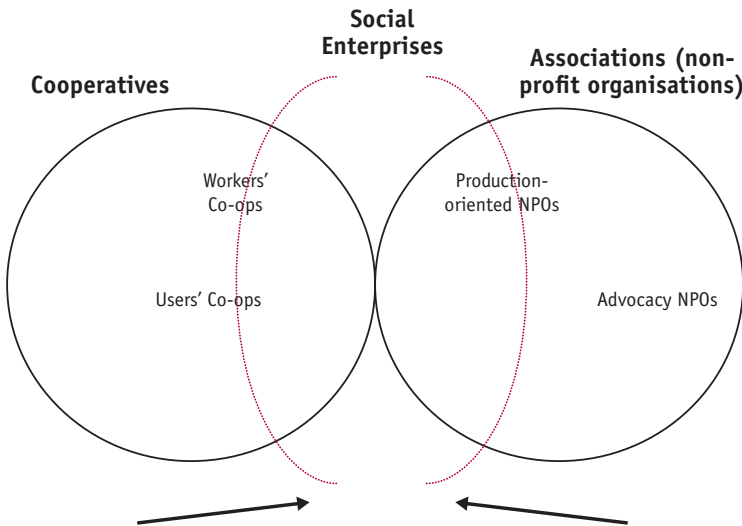 Social
Enterprises
Cooperatives
Associations (non-
profit organisations)
Workers’
Co-ops
Production-
oriented NPOs
Users’ Co-ops
Advocacy NPOs